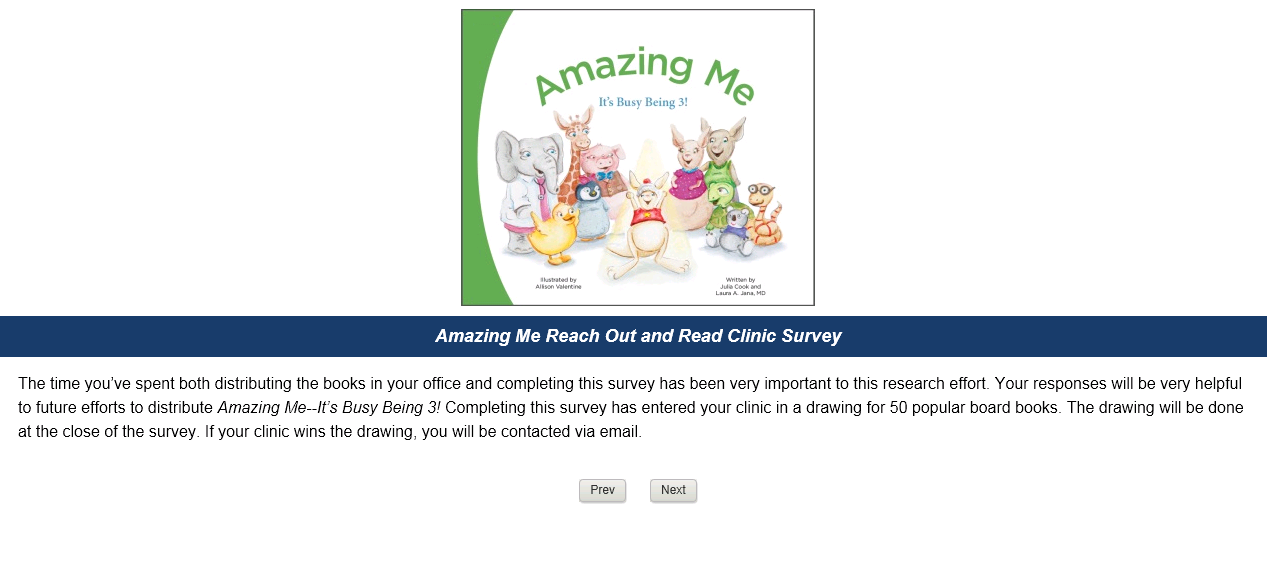 Amazing Me
It's Busy Being 3!
Illustrated by
Allison Valentine
Written by
Julia Cook and
Laura A. Jana, MD
Amazing Me Reach Out and Read Clinic Survey
The time you've spent both distributing the books in your office and completing this survey has been very important to this research effort. Your responses will be very helpful
to future efforts to distribute Amazing Me--It's Busy Being 3! Completing this survey has entered your clinic in a drawing for 50 popular board books. The drawing will be done
at the close of the survey. If your clinic wins the drawing, you will be contacted via email.
Prev
Next